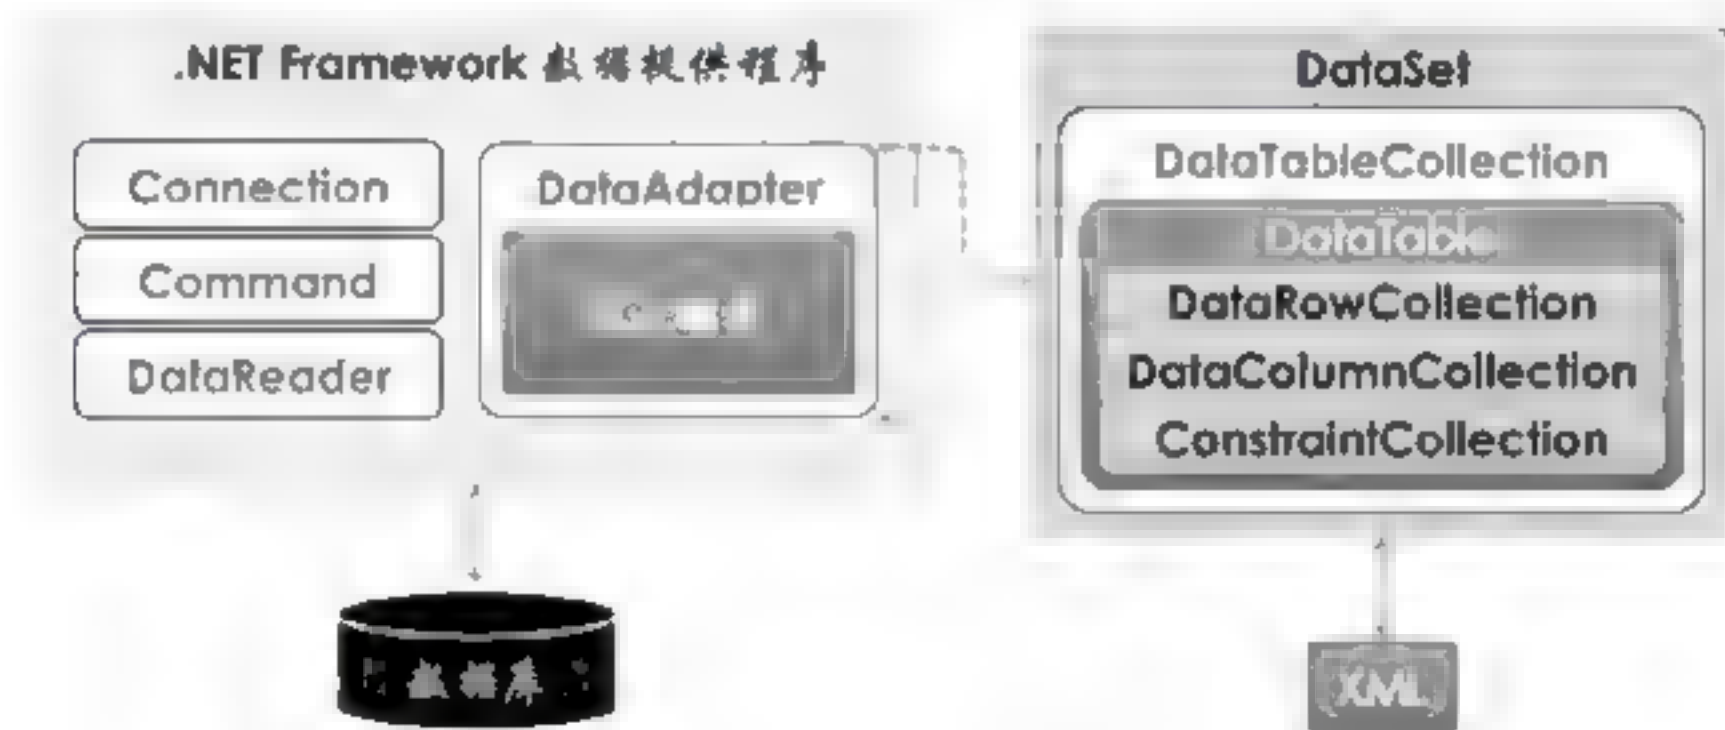 .NET Framework 数据提供程序
Connection
Command
DataReader
DataAdapter
DataSet
DataTableCollection
DataTable
DataRowCollection
DataColumnCollection
ConstraintCollection
数据库
XML